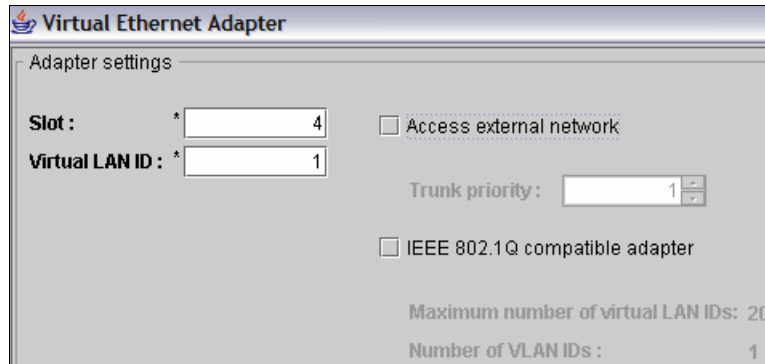 Virtual Ethernet Adapter
Adapter settings
Slot : * 4
Access external network
Virtual LAN ID : * 1
Trunk priority : 1
IEEE 802.1Q compatible adapter
Maximum number of virtual LAN IDs: 20
Number of VLAN IDs : 1